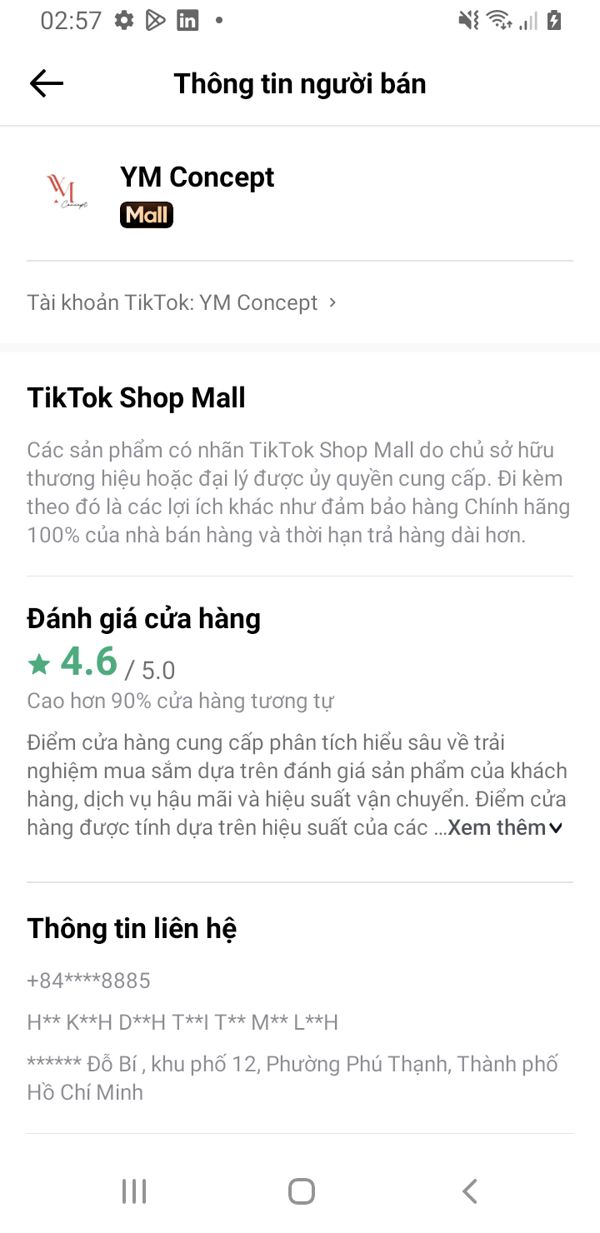 02:57
Thông tin người bán
YM Concept
Mall
Tài khoản TikTok: YM Concept
TikTok Shop Mall
Các sản phẩm có nhãn TikTok Shop Mall do chủ sở hữu
thương hiệu hoặc đại lý được ủy quyền cung cấp. Đi kèm
theo đó là các lợi ích khác như đảm bảo hàng Chính hãng
100% của nhà bán hàng và thời hạn trả hàng dài hơn.
Đánh giá cửa hàng
4.6 / 5.0
Cao hơn 90% cửa hàng tương tự
Điểm cửa hàng cung cấp phân tích hiểu sâu về trải
nghiệm mua sắm dựa trên đánh giá sản phẩm của khách
hàng, dịch vụ hậu mãi và hiệu suất vận chuyển. Điểm cửa
hàng được tính dựa trên hiệu suất của các ...Xem thêm
Thông tin liên hệ
+84****8885
H** K**H D**H T**I T** M** L**H
****** Đỗ Bí , khu phố 12, Phường Phú Thạnh, Thành phố
Hồ Chí Minh